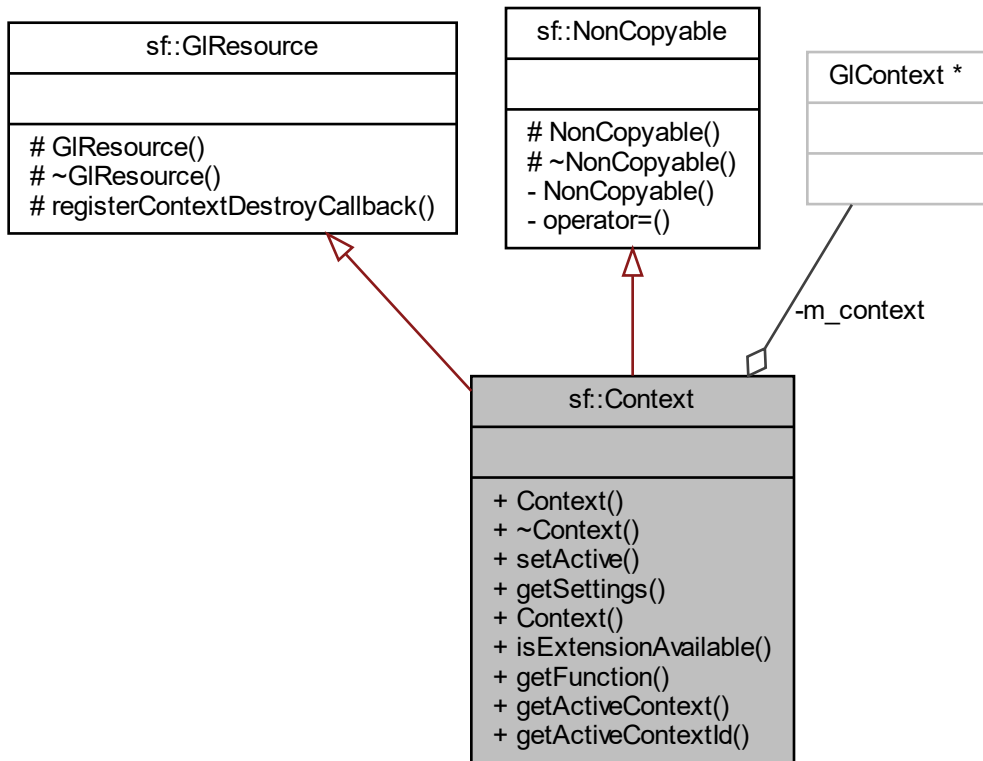 sf::GlResource
# GlResource()
# ~GlResource()
# registerContextDestroyCallback()
sf::NonCopyable
# NonCopyable()
# ~NonCopyable()
- NonCopyable()
- operator=()
GlContext *
-m_context
sf::Context
+ Context()
+ ~Context()
+ setActive()
+ getSettings()
+ Context()
+ isExtensionAvailable()
+ getFunction()
+ getActiveContext()
+ getActiveContextId()